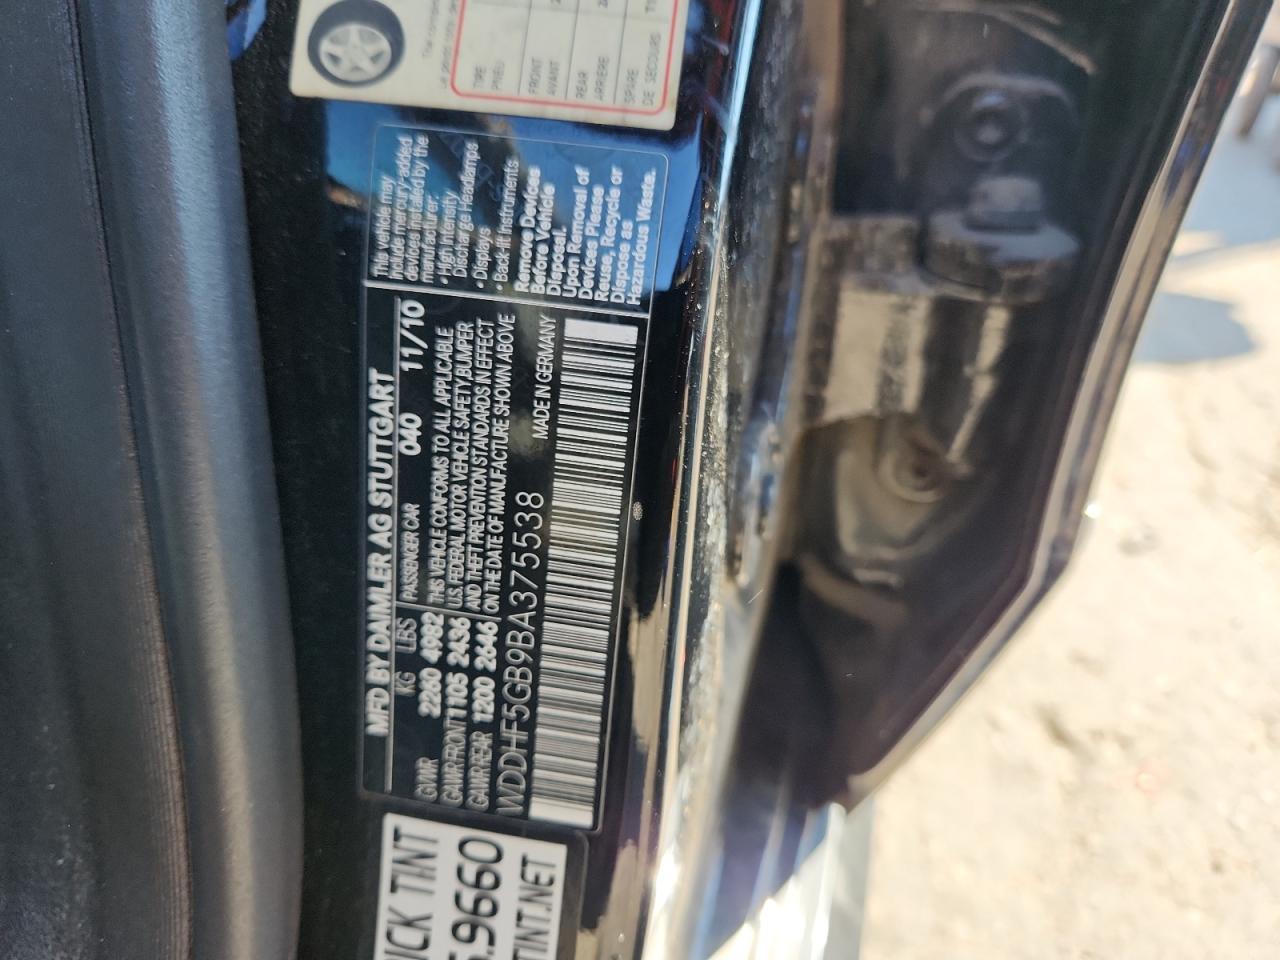 TIRE
PNEU
FRONT
AVANT
REAR
ARRIÈRE
SPARE
DE SECOURS
This vehicle may
include mercury-added
devices installed by the
manufacturer:
• High Intensity
Discharge Headlamps
• Displays
• Back-lit Instruments
Remove Devices
Before Vehicle
Disposal.
Upon Removal of
Devices Please
Reuse, Recycle or
Dispose as
Hazardous Waste.
MFD BY DAIMLER AG STUTTGART
KG LBS PASSENGER CAR 040 11/10
GVWR 2260 4982
GAWR FRONT 1105 2436
GAWR REAR 1200 2646
THIS VEHICLE CONFORMS TO ALL APPLICABLE
U.S. FEDERAL MOTOR VEHICLE SAFETY, BUMPER
AND THEFT PREVENTION STANDARDS IN EFFECT
ON THE DATE OF MANUFACTURE SHOWN ABOVE
WDDHF5GB9BA375538 MADE IN GERMANY
ICK TINT
.9660
TINT.NET